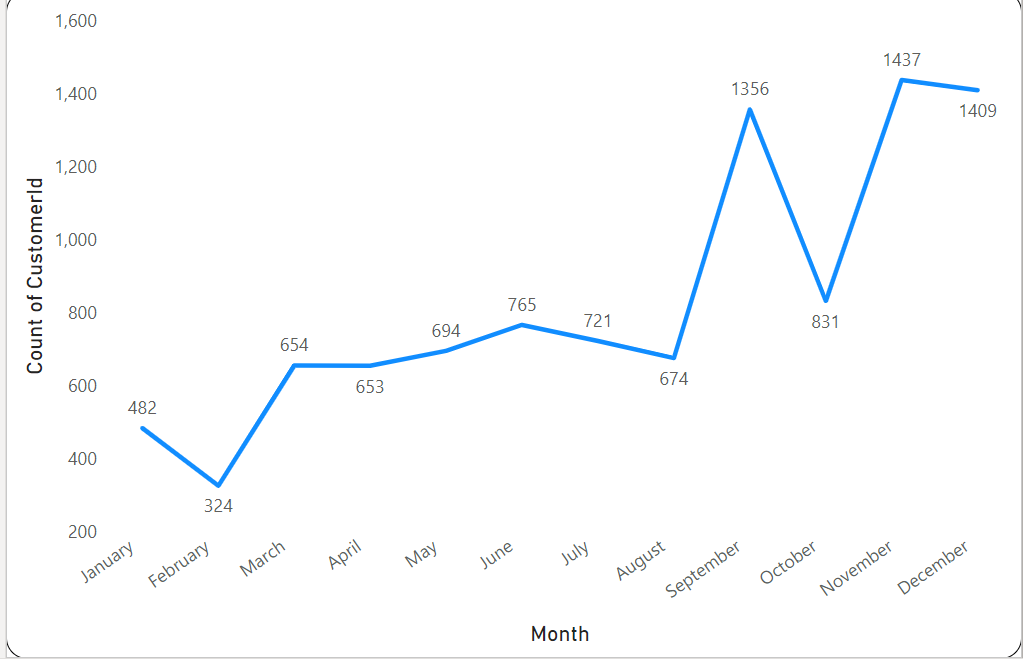 1,600
1,400
1,200
1,000
800
600
400
200
Count of CustomerId
482
324
654
653
694
765
721
674
1356
831
1437
1409
January
February
March
April
May
June
July
August
September
October
November
December
Month